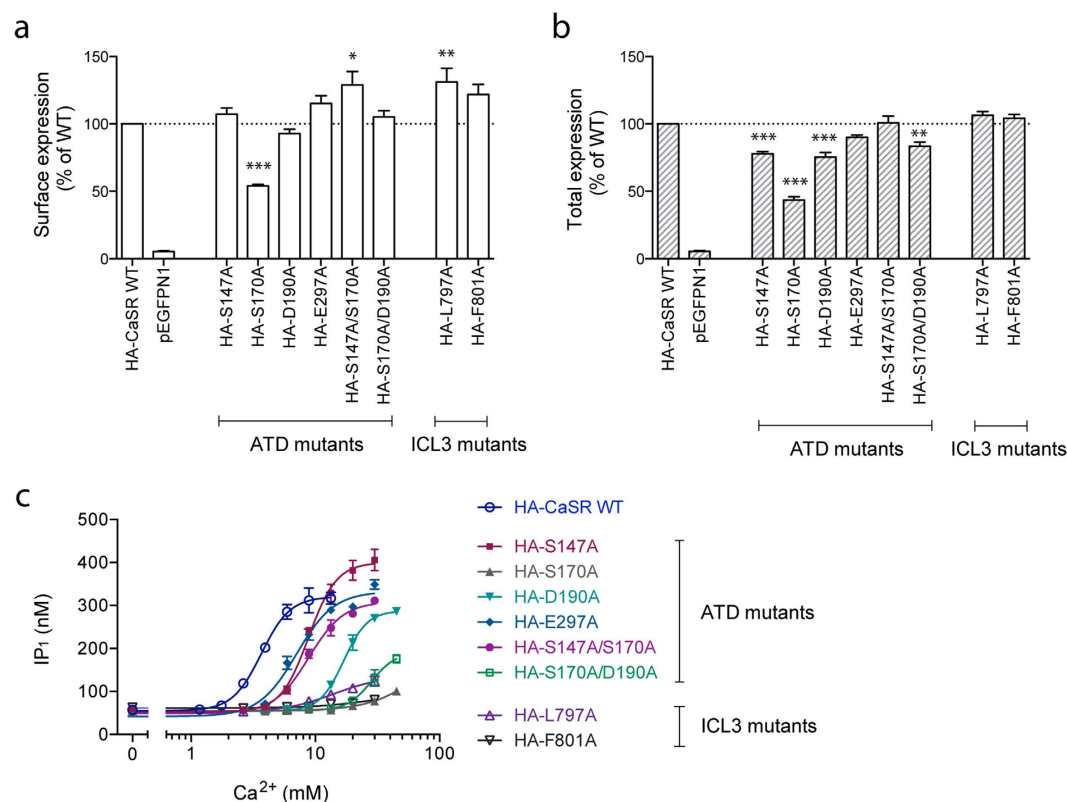 a
Surface expression
(% of WT)
150
100
50
0
*
**
***
HA-CaSR WT
pEGFPN1
HA-S147A
HA-S170A
HA-D190A
HA-E297A
HA-S147A/S170A
HA-S170A/D190A
HA-L797A
HA-F801A
ATD mutants
ICL3 mutants
b
Total expression
(% of WT)
150
100
50
0
***
***
***
**
HA-CaSR WT
pEGFPN1
HA-S147A
HA-S170A
HA-D190A
HA-E297A
HA-S147A/S170A
HA-S170A/D190A
HA-L797A
HA-F801A
ATD mutants
ICL3 mutants
c
IP1 (nM)
500
400
300
200
100
0
0
1
10
100
Ca2+ (mM)
HA-CaSR WT
HA-S147A
HA-S170A
HA-D190A
HA-E297A
HA-S147A/S170A
HA-S170A/D190A
HA-L797A
HA-F801A
ATD mutants
ICL3 mutants